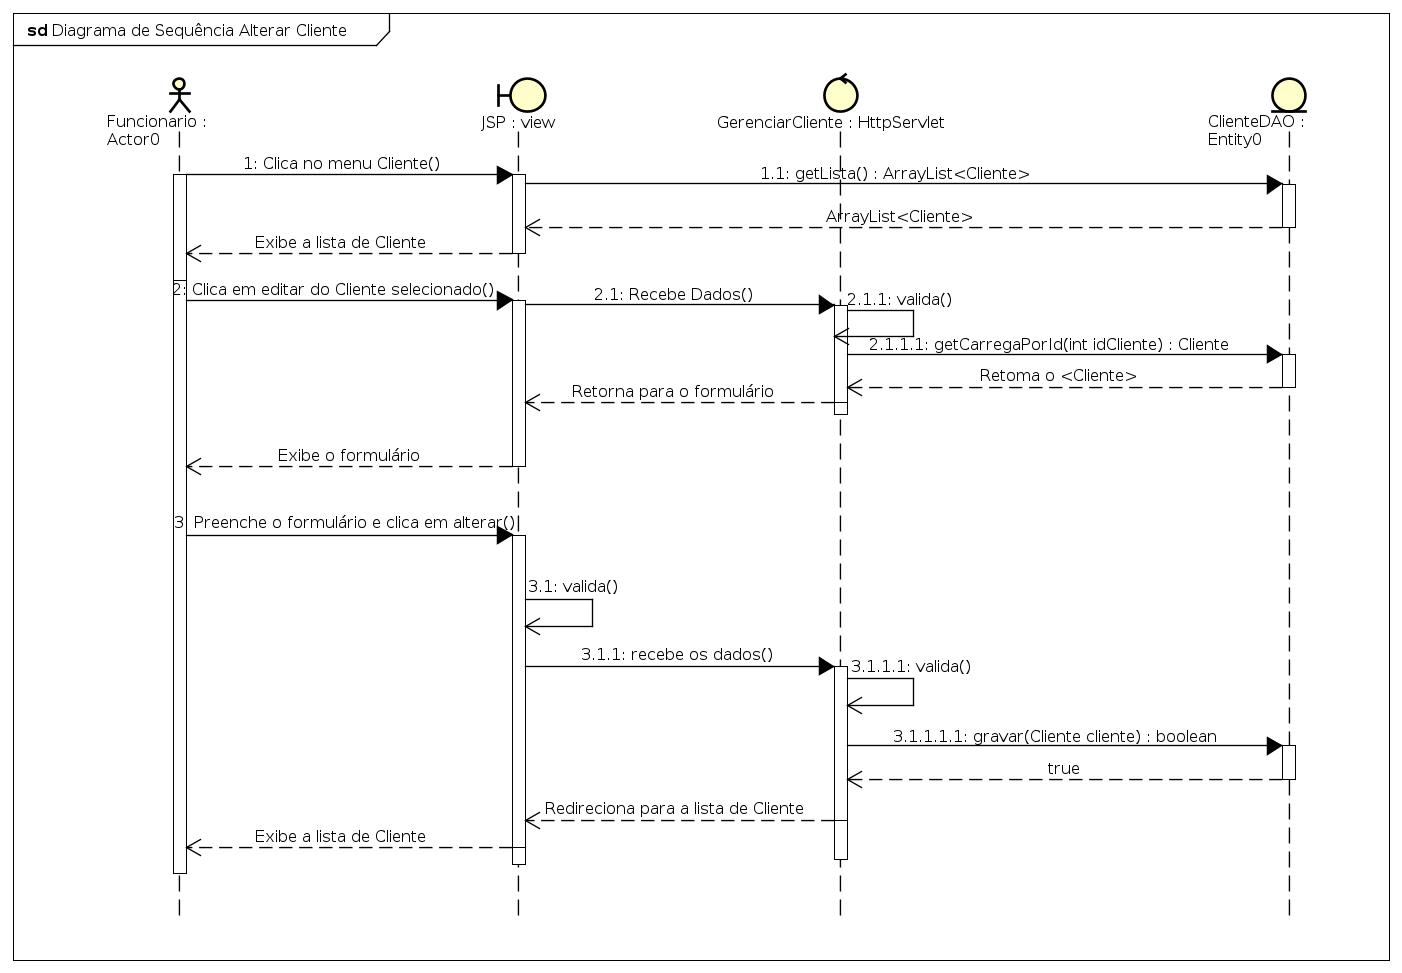 sd Diagrama de Sequência Alterar Cliente
Funcionario :
Actor0
JSP : view
GerenciarCliente : HttpServlet
ClienteDAO :
Entity0
1: Clica no menu Cliente()
1.1: getLista() : ArrayList<Cliente>
ArrayList<Cliente>
Exibe a lista de Cliente
2: Clica em editar do Cliente selecionado()
2.1: Recebe Dados()
2.1.1: valida()
2.1.1.1: getCarregaPorId(int idCliente) : Cliente
Retorna o <Cliente>
Retorna para o formulário
Exibe o formulário
3: Preenche o formulário e clica em alterar()
3.1: valida()
3.1.1: recebe os dados()
3.1.1.1: valida()
3.1.1.1.1: gravar(Cliente cliente) : boolean
true
Redireciona para a lista de Cliente
Exibe a lista de Cliente